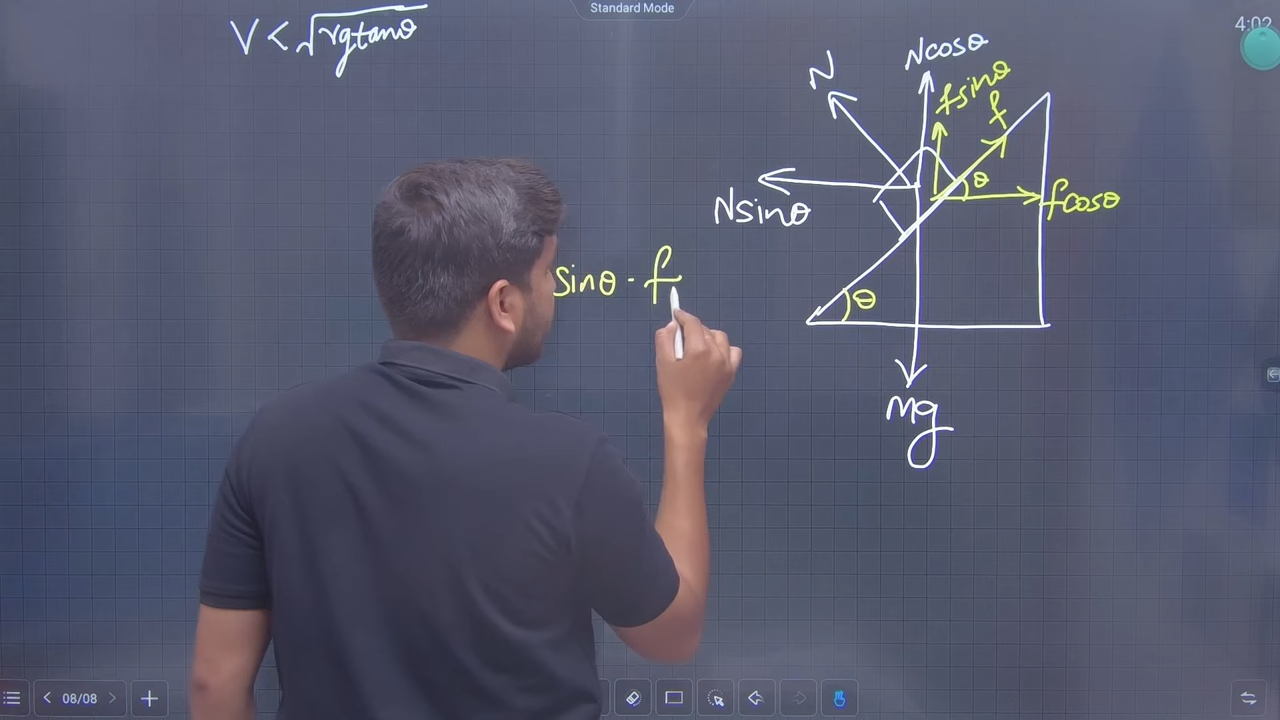 Standard Mode
4:02
V < √rgtanθ
N
Ncosθ
fsinθ
f
θ
fcosθ
Nsinθ
sinθ - f
θ
Mg
08/08